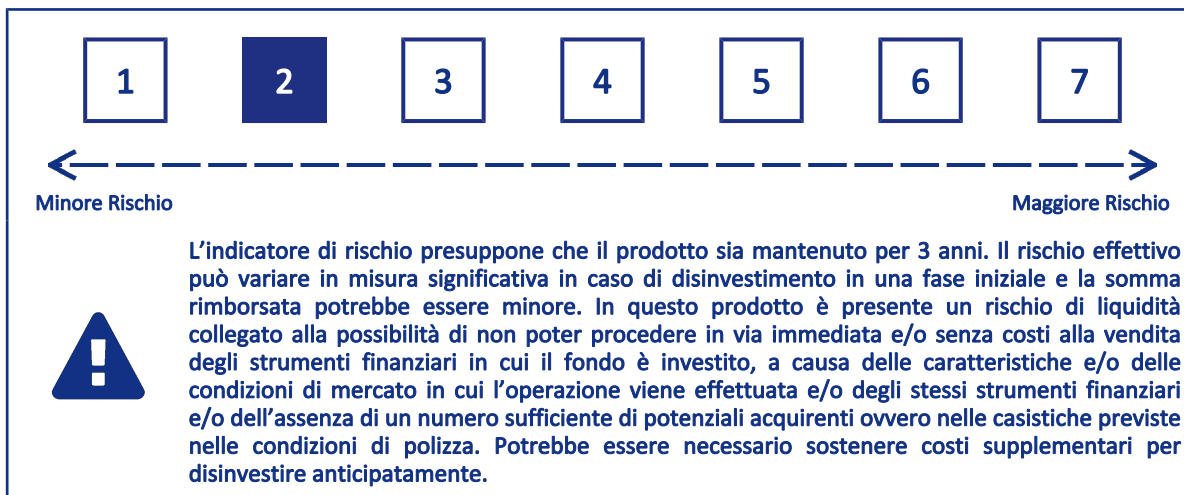 1 2 3 4 5 6 7
Minore Rischio Maggiore Rischio
L’indicatore di rischio presuppone che il prodotto sia mantenuto per 3 anni. Il rischio effettivo
può variare in misura significativa in caso di disinvestimento in una fase iniziale e la somma
rimborsata potrebbe essere minore. In questo prodotto è presente un rischio di liquidità
collegato alla possibilità di non poter procedere in via immediata e/o senza costi alla vendita
degli strumenti finanziari in cui il fondo è investito, a causa delle caratteristiche e/o delle
condizioni di mercato in cui l’operazione viene effettuata e/o degli stessi strumenti finanziari
e/o dell’assenza di un numero sufficiente di potenziali acquirenti ovvero nelle casistiche previste
nelle condizioni di polizza. Potrebbe essere necessario sostenere costi supplementari per
disinvestire anticipatamente.